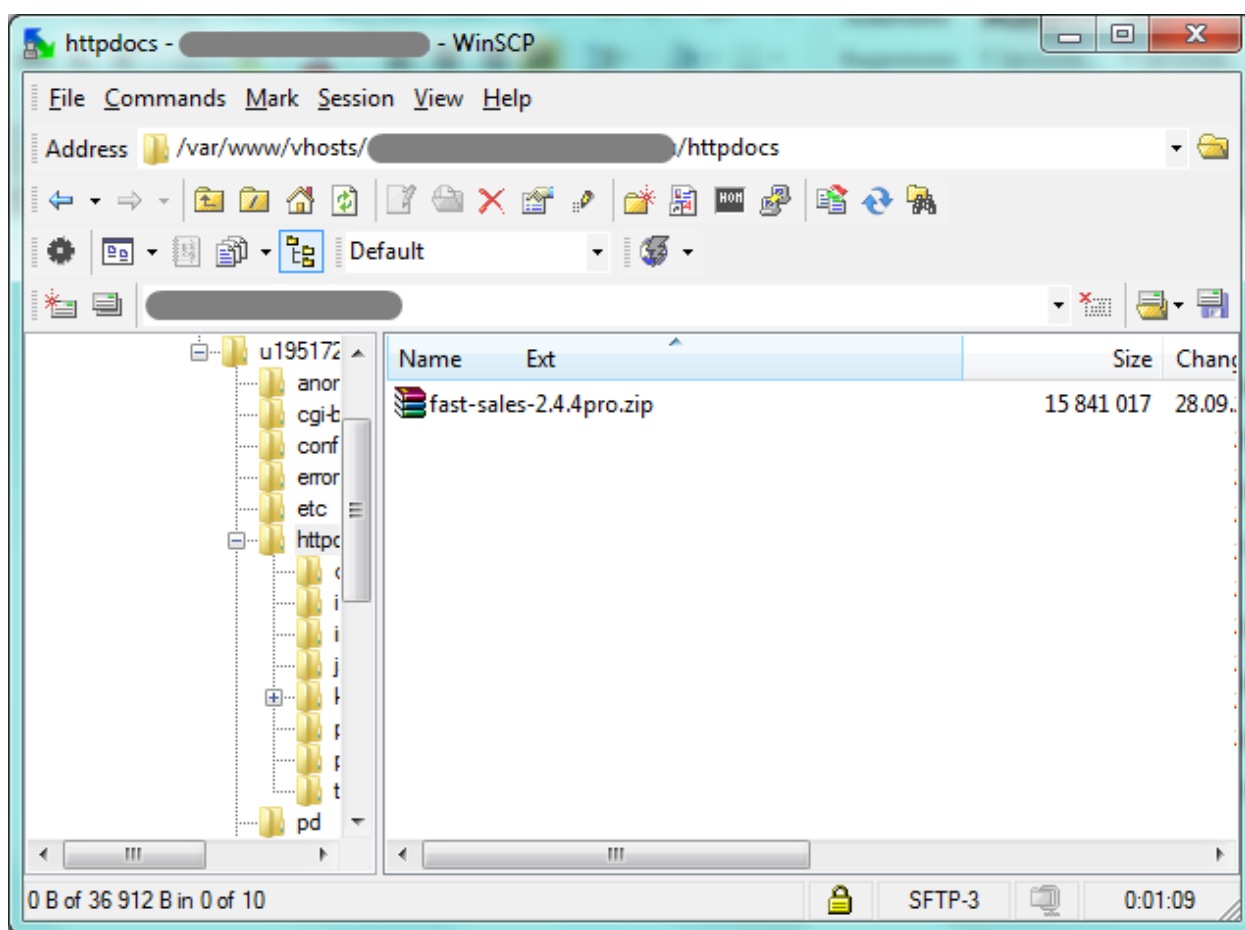 httpdocs - - WinSCP
File Commands Mark Session View Help
Address /var/www/vhosts/ /httpdocs
Default
u195172
Name Ext Size Chang
anor
fast-sales-2.4.4pro.zip 15 841 017 28.09.
cgi-b
conf
error
etc
httpc
pd
0 B of 36 912 B in 0 of 10 SFTP-3 0:01:09